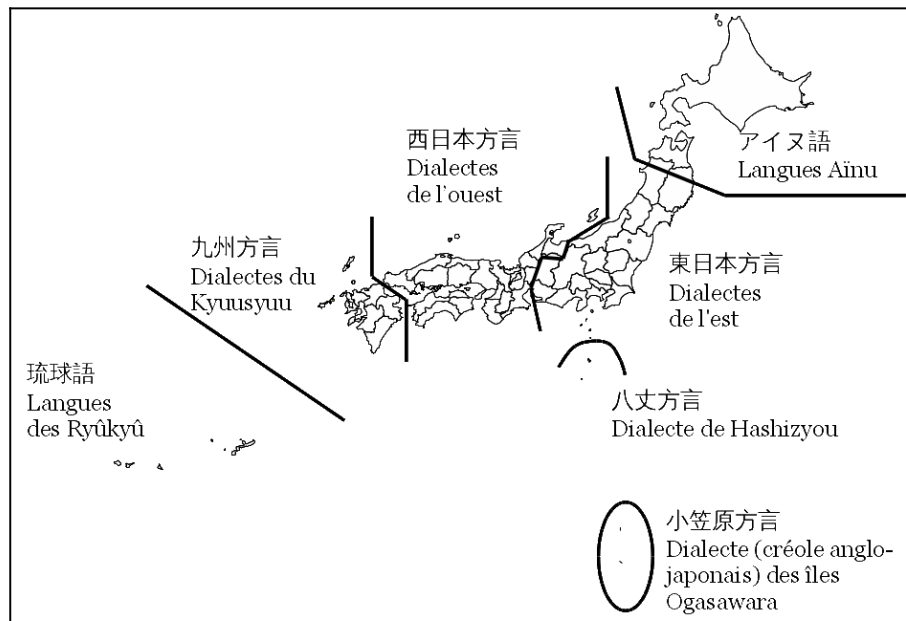 西日本方言
Dialectes
de l'ouest
アイヌ語
Langues Aïnu
九州方言
Dialectes du
Kyuusyuu
東日本方言
Dialectes
de l'est
琉球語
Langues
des Ryûkyû
八丈方言
Dialecte de Hashizyou
小笠原方言
Dialecte (créole anglo-
japonais) des îles
Ogasawara